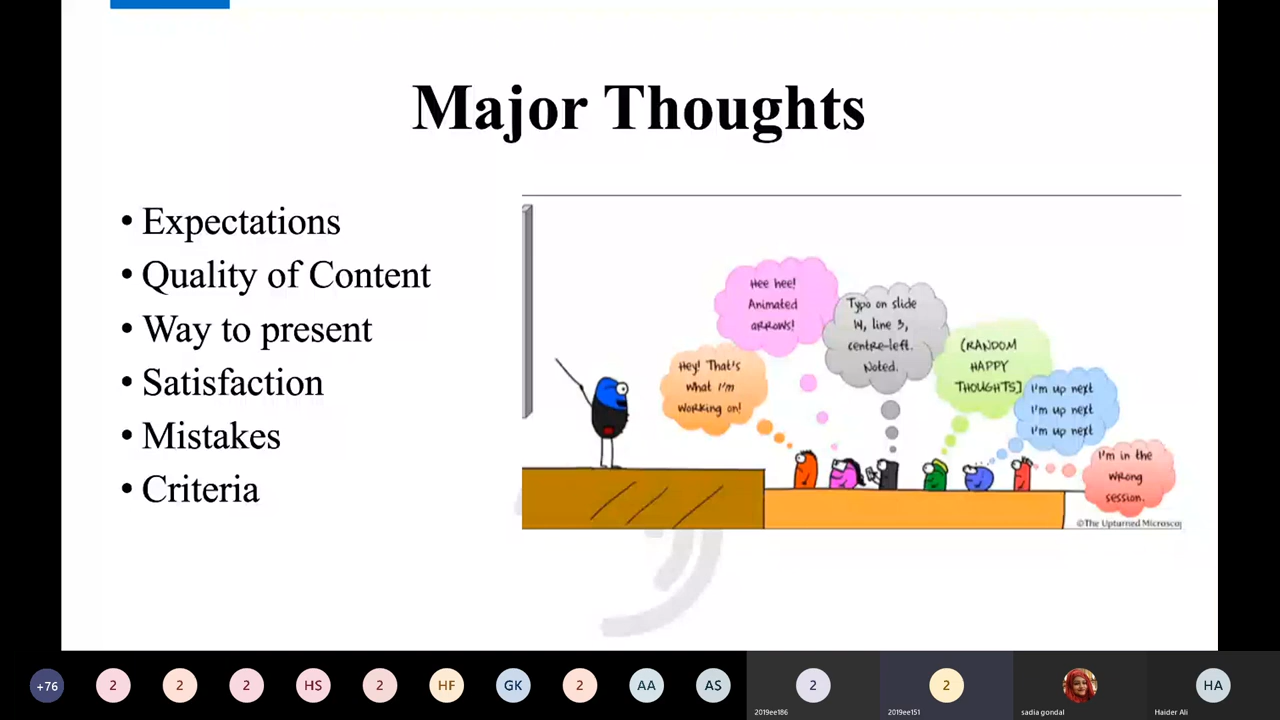 Major Thoughts
• Expectations
• Quality of Content
• Way to present
• Satisfaction
• Mistakes
• Criteria
Hey! That's
what I'm
working on!
Hee hee!
Animated
arrows!
Typo on slide
14, line 3,
centre-left.
Noted.
[RANDOM
HAPPY
THOUGHTS]
I'm up next
I'm up next
I'm up next
I'm in the
wrong
session.
©The Upturned Microscop
+76
2
2
2
HS
2
HF
GK
2
AA
AS
2
2019ee186
2
2019ee151
sadia gondal
HA
Haider Ali